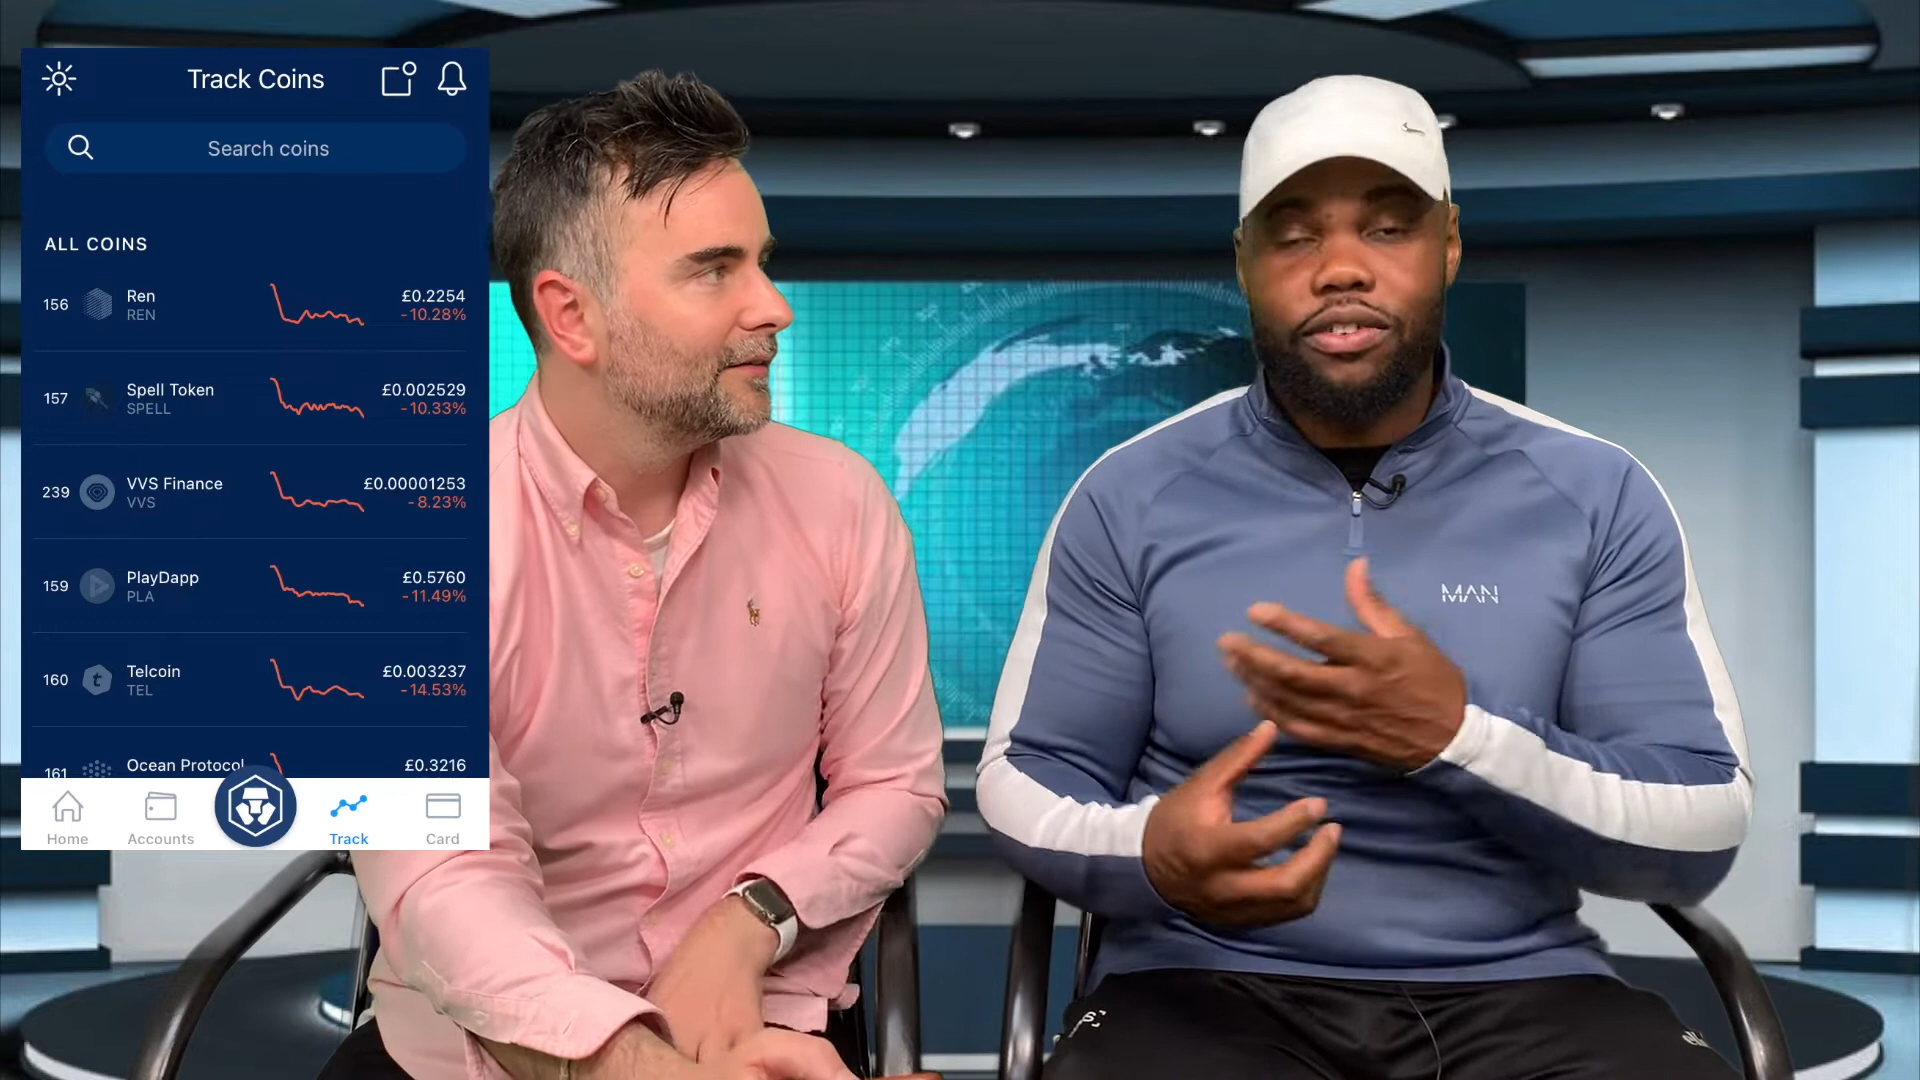 Track Coins
Search coins
ALL COINS
156 Ren £0.2254
REN -10.28%
157 Spell Token £0.002529
SPELL -10.33%
239 VVS Finance £0.00001253
VVS -8.23%
159 PlayDapp £0.5760
PLA -11.49%
160 Telcoin £0.003237
TEL -14.53%
161 Ocean Protocol £0.3216
Home Accounts Track Card
MAN